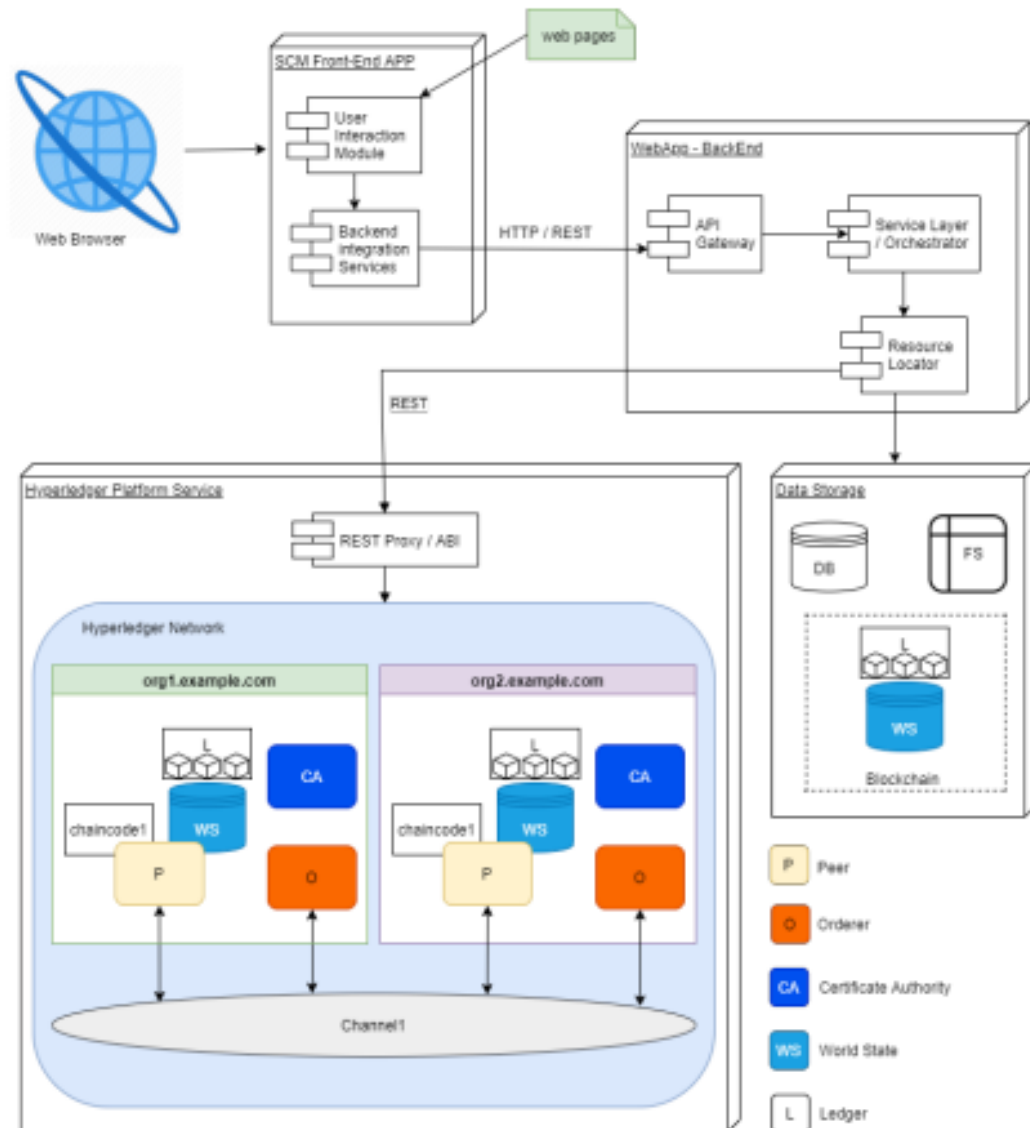 web pages
SCM Front-End APP
User
Interaction
Module
Web Browser
Backend
Integration
Services
HTTP / REST
WebApp - BackEnd
API
Gateway
Service Layer
/ Orchestrator
Resource
Locator
REST
Hyperledger Platform Service
REST Proxy / ABI
Hyperledger Network
org1.example.com
L
CA
chaincode1
WS
P
O
org2.example.com
L
CA
chaincode1
WS
P
O
Channel1
Data Storage
DB
FS
L
WS
Blockchain
P Peer
O Orderer
CA Certificate Authority
WS World State
L Ledger